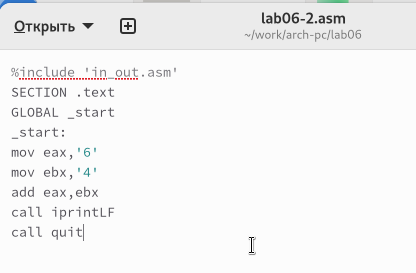 Открыть
lab06-2.asm
~/work/arch-pc/lab06
%include 'in_out.asm'
SECTION .text
GLOBAL _start
_start:
mov eax,'6'
mov ebx,'4'
add eax,ebx
call iprintLF
call quit